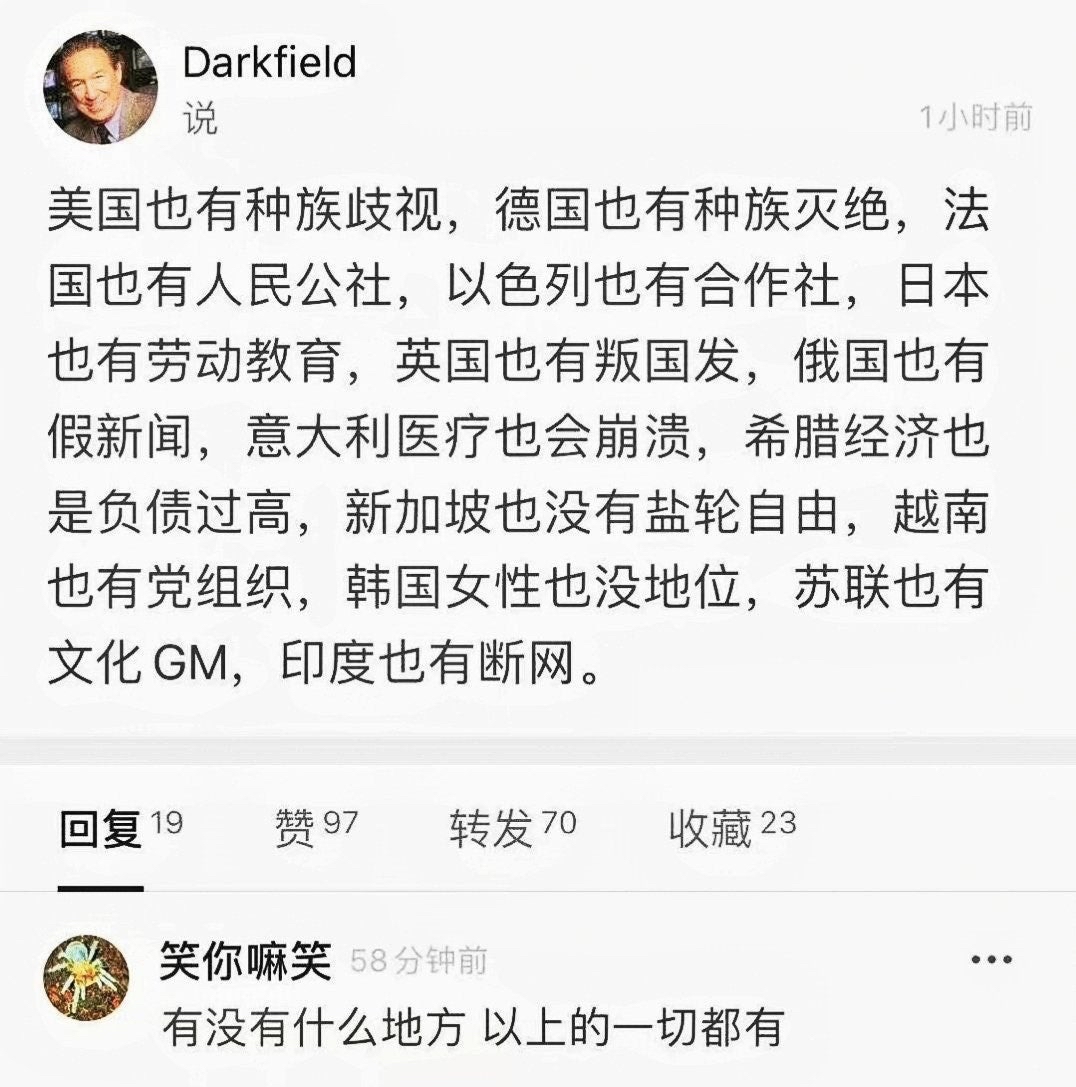 Darkfield
说
1小时前
美国也有种族歧视，德国也有种族灭绝，法
国也有人民公社，以色列也有合作社，日本
也有劳动教育，英国也有叛国发，俄国也有
假新闻，意大利医疗也会崩溃，希腊经济也
是负债过高，新加坡也没有盐轮自由，越南
也有党组织，韩国女性也没地位，苏联也有
文化 GM，印度也有断网。
回复 19 赞 97 转发 70 收藏 23
笑你嘛笑 58分钟前
有没有什么地方 以上的一切都有